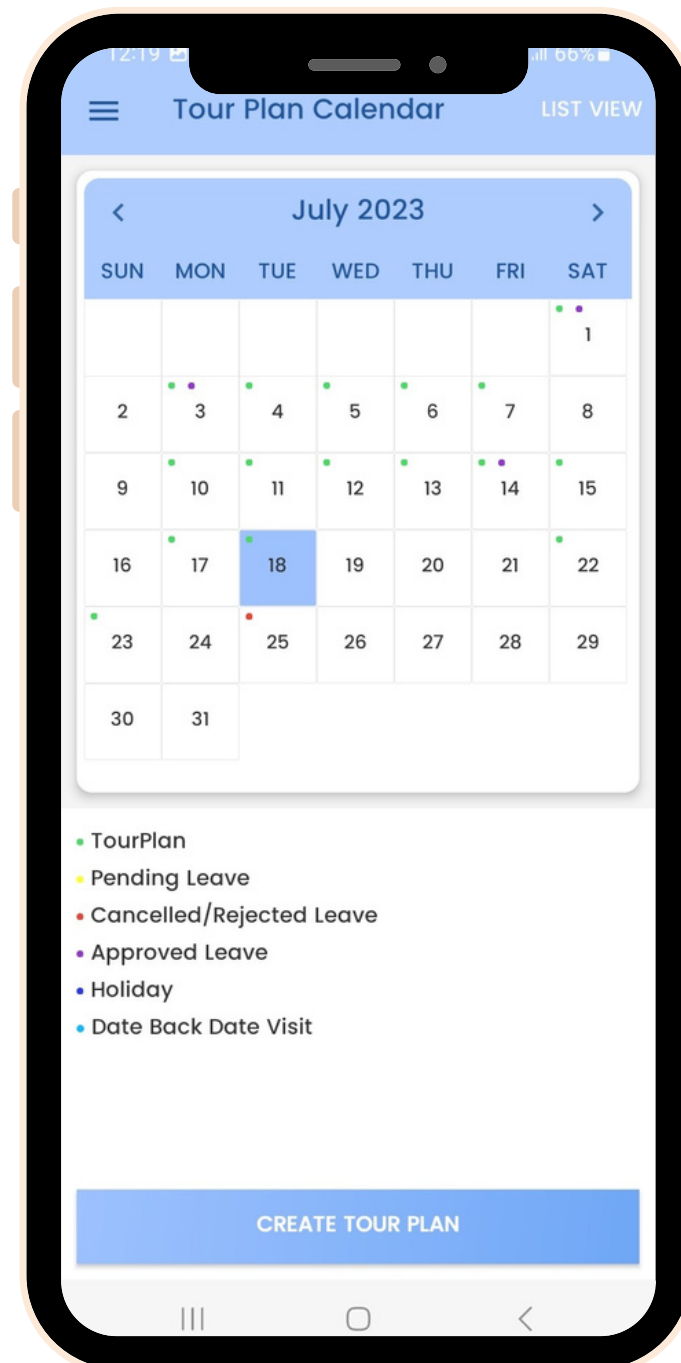 12:19 66%
Tour Plan Calendar LIST VIEW
July 2023
SUN MON TUE WED THU FRI SAT
1
2 3 4 5 6 7 8
9 10 11 12 13 14 15
16 17 18 19 20 21 22
23 24 25 26 27 28 29
30 31
TourPlan
Pending Leave
Cancelled/Rejected Leave
Approved Leave
Holiday
Date Back Date Visit
CREATE TOUR PLAN